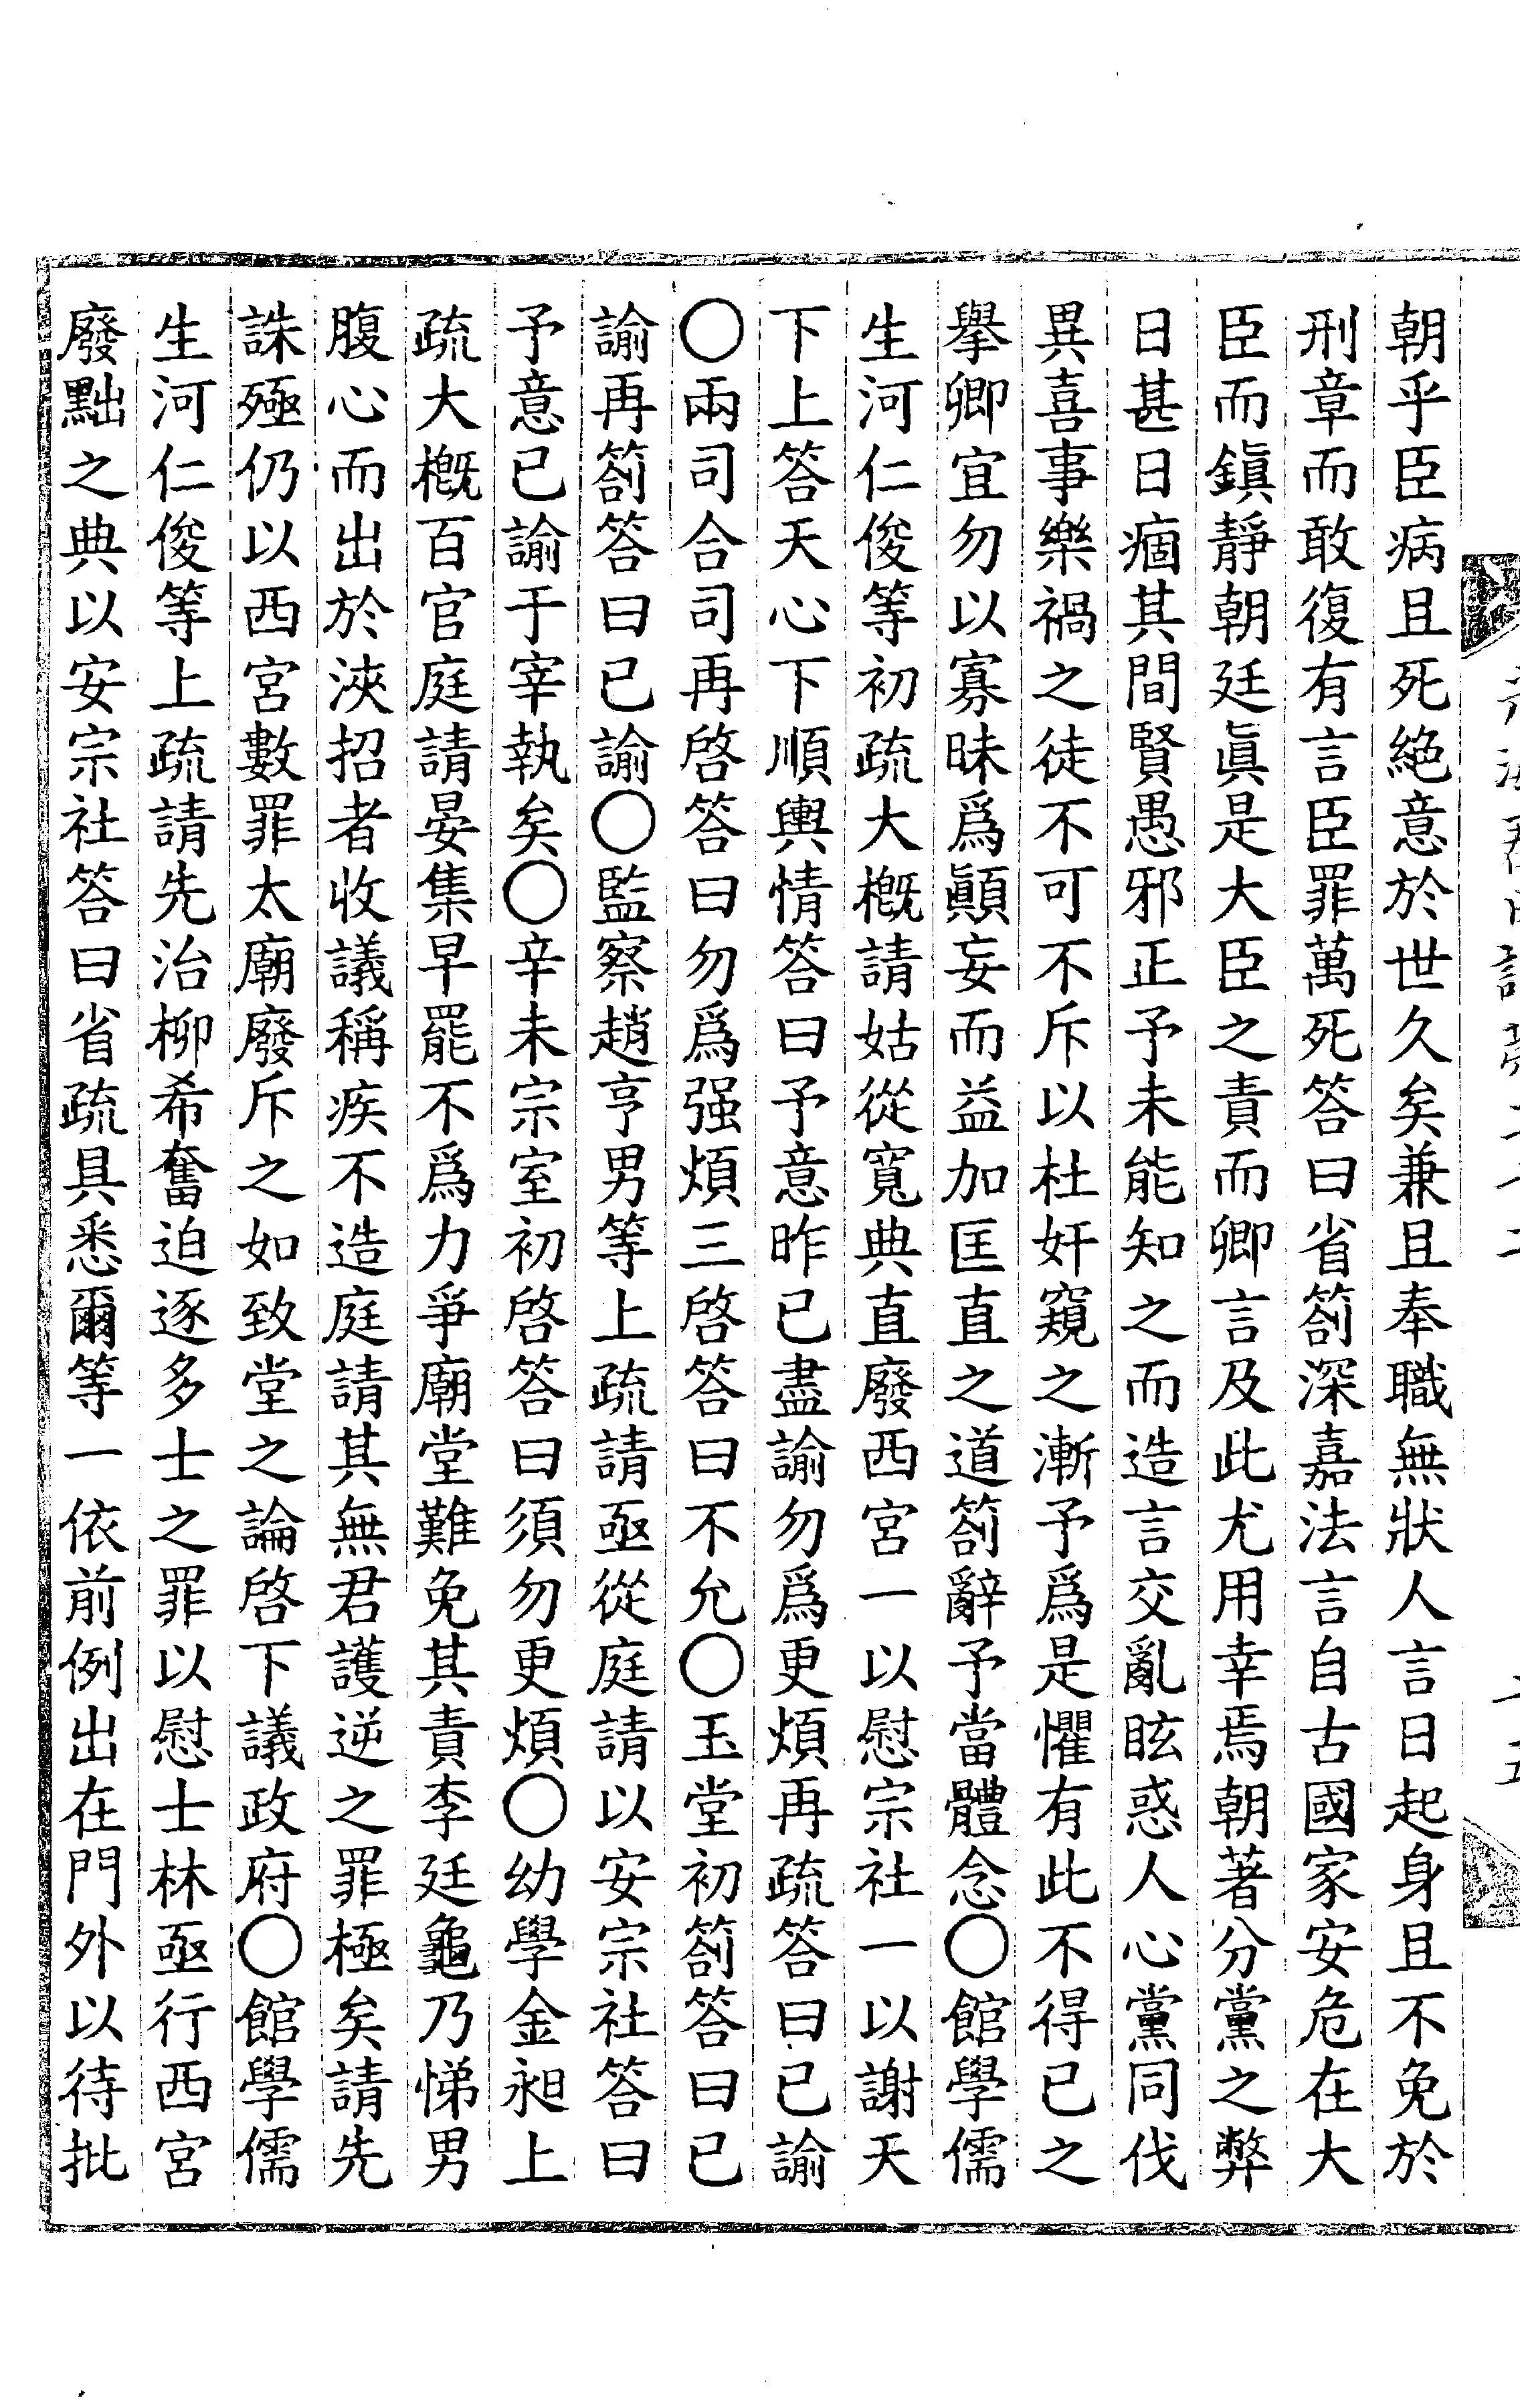 朝乎臣病且死絕意於世久矣兼且奉職無狀人言日起身且不免於
刑章而敢復有言臣罪萬死答曰省箚深嘉法言自古國家安危在大
臣而鎭靜朝廷眞是大臣之責而卿言及此尤用幸焉朝著分黨之弊
日甚日痼其間賢愚邪正予未能知之而造言交亂眩惑人心黨同伐
異喜事樂禍之徒不可不斥以杜奸窺之漸予爲是懼有此不得已之
擧卿宜勿以寡昧爲顚妄而益加匡直之道箚辭予當體念○館學儒
生河仁俊等初疏大槪請姑從寬典直廢西宮一以慰宗社一以謝天
下上答天心下順輿情答曰予意昨已盡諭勿爲更煩再疏答曰已諭
○兩司合司再啓答曰勿爲强煩三啓答曰不允○玉堂初箚答曰已
諭再箚答曰已諭○監察趙亨男等上疏請亟從庭請以安宗社答曰
予意已諭于宰執矣○辛未宗室初啓答曰須勿更煩○幼學金昶上
疏大槪百官庭請晏集早罷不爲力爭廟堂難免其責李廷龜乃悌男
腹心而出於浹招者收議稱疾不造庭請其無君護逆之罪極矣請先
誅殛仍以西宮數罪太廟廢斥之如致堂之論啓下議政府○館學儒
生河仁俊等上疏請先治柳希奮迫逐多士之罪以慰士林亟行西宮
廢黜之典以安宗社答曰省疏具悉爾等一依前例出在門外以待批